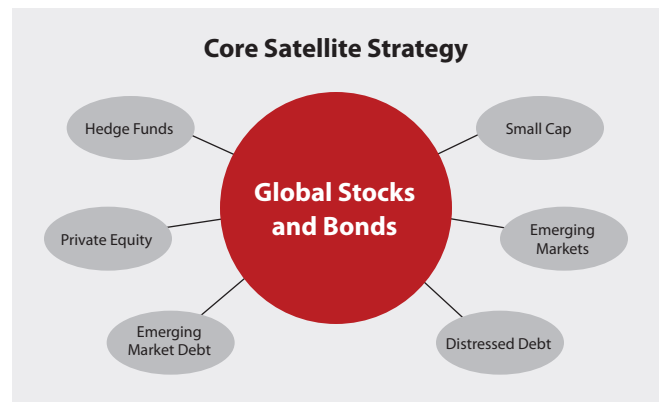 Core Satellite Strategy
Hedge Funds
Small Cap
Global Stocks
and Bonds
Private Equity
Emerging
Markets
Emerging
Market Debt
Distressed Debt